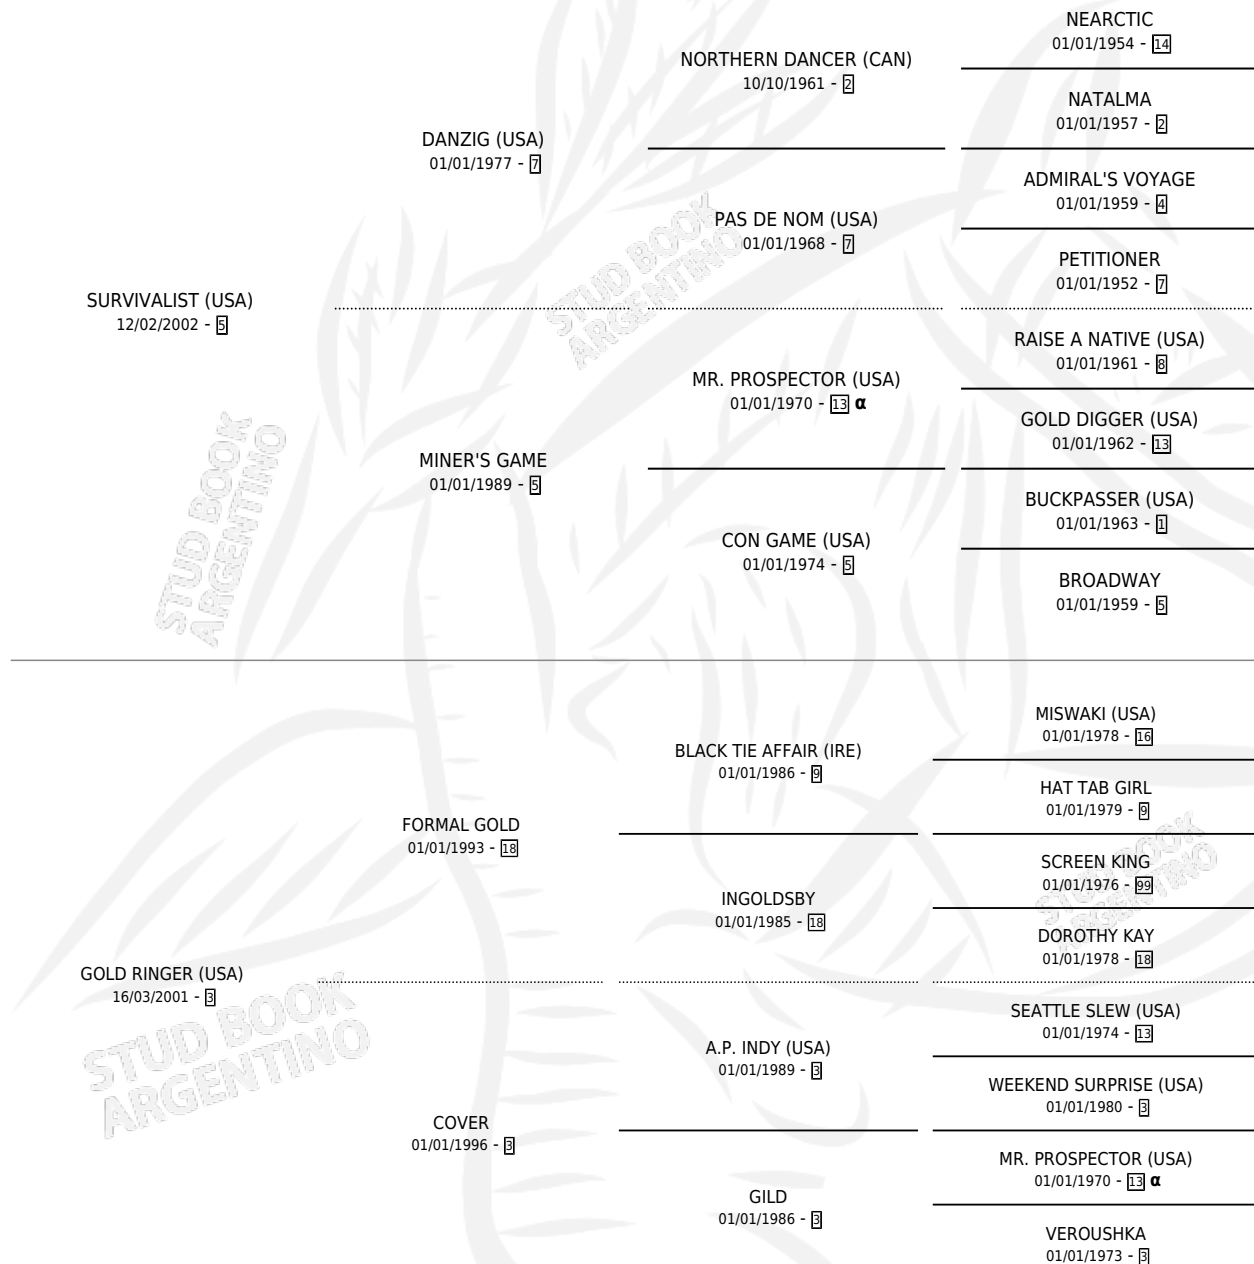 NEARCTIC
01/01/1954 - 14
NORTHERN DANCER (CAN)
10/10/1961 - 2
NATALMA
01/01/1957 - 2
DANZIG (USA)
01/01/1977 - 7
ADMIRAL'S VOYAGE
01/01/1959 - 4
PAS DE NOM (USA)
01/01/1968 - 7
PETITIONER
01/01/1952 - 7
SURVIVALIST (USA)
12/02/2002 - 5
RAISE A NATIVE (USA)
01/01/1961 - 8
MR. PROSPECTOR (USA)
01/01/1970 - 13 α
GOLD DIGGER (USA)
01/01/1962 - 13
MINER'S GAME
01/01/1989 - 5
BUCKPASSER (USA)
01/01/1963 - 1
CON GAME (USA)
01/01/1974 - 5
BROADWAY
01/01/1959 - 5
MISWAKI (USA)
01/01/1978 - 16
BLACK TIE AFFAIR (IRE)
01/01/1986 - 9
HAT TAB GIRL
01/01/1979 - 9
FORMAL GOLD
01/01/1993 - 18
SCREEN KING
01/01/1976 - 99
INGOLDSBY
01/01/1985 - 18
DOROTHY KAY
01/01/1978 - 18
GOLD RINGER (USA)
16/03/2001 - 3
SEATTLE SLEW (USA)
01/01/1974 - 13
A.P. INDY (USA)
01/01/1989 - 3
WEEKEND SURPRISE (USA)
01/01/1980 - 3
COVER
01/01/1996 - 3
MR. PROSPECTOR (USA)
01/01/1970 - 13 α
GILD
01/01/1986 - 3
VEROUSHKA
01/01/1973 - 3
STUD BOOK
ARGENTINO
STUD BOOK
ARGENTINO
STUD BOOK
ARGENTINO
STUD BOOK
ARGENTINO